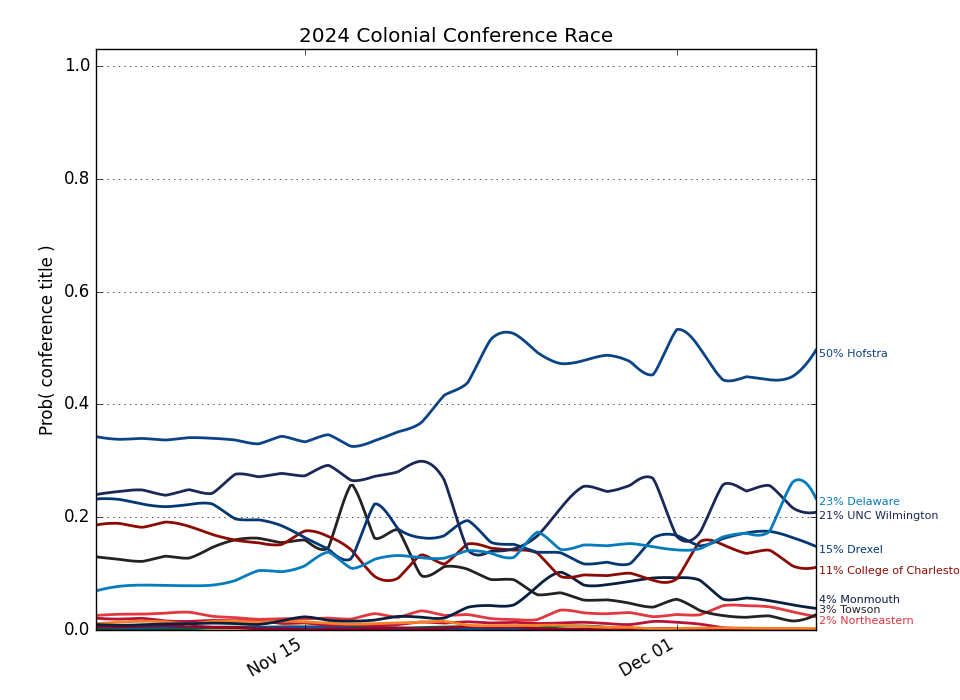 2024 Colonial Conference Race
1.0
0.8
0.6
0.4
0.2
0.0
Prob( conference title )
Nov 15
Dec 01
50% Hofstra
23% Delaware
21% UNC Wilmington
15% Drexel
11% College of Charlesto
4% Monmouth
3% Towson
2% Northeastern